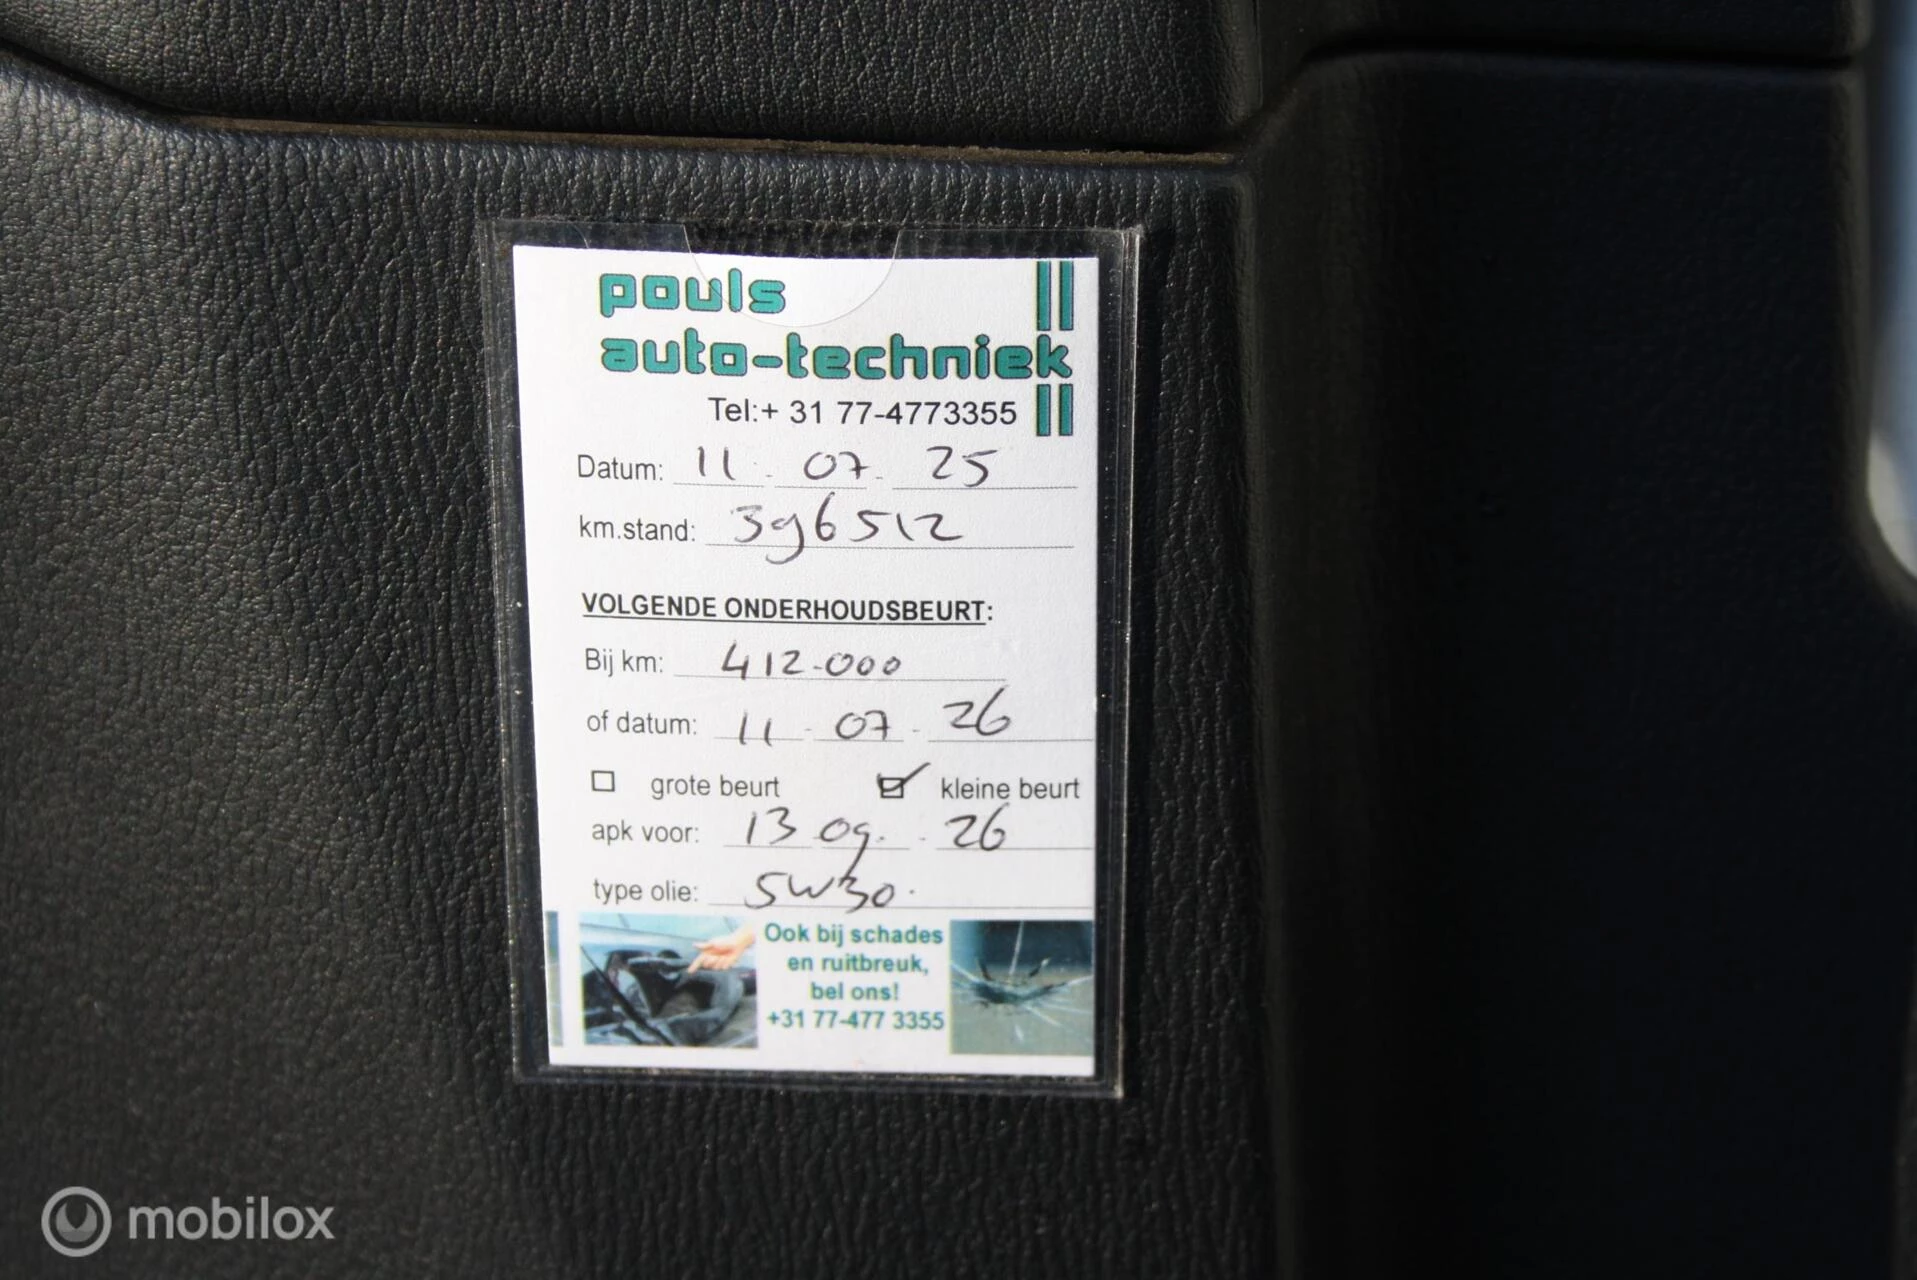 pouls
auto-techniek
Tel:+ 31 77-4773355
Datum: 11 - 07 - 25
km.stand: 396512
VOLGENDE ONDERHOUDSBEURT:
Bij km: 412.000
of datum: 11 - 07 - 26
grote beurt kleine beurt
apk voor: 13 09 - 26
type olie: 5W30.
Ook bij schades
en ruitbreuk,
bel ons!
+31 77-477 3355
mobilox